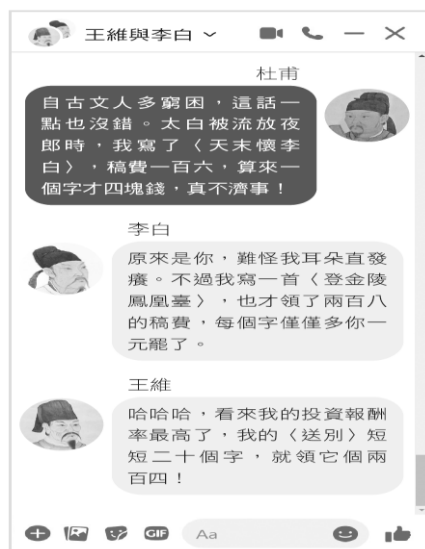 王維與李白
杜甫
自古文人多窮困，這話一
點也沒錯。太白被流放夜
郎時，我寫了〈天末懷李
白〉，稿費一百六，算來一
個字才四塊錢，真不濟事！
李白
原來是你，難怪我耳朵直發
癢。不過我寫一首〈登金陵
鳳凰臺〉，也才領了兩百八
的稿費，每個字僅僅多你一
元罷了。
王維
哈哈哈，看來我的投資報酬
率最高了，我的〈送別〉短
短二十個字，就領它個兩
百四！
GIF
Aa